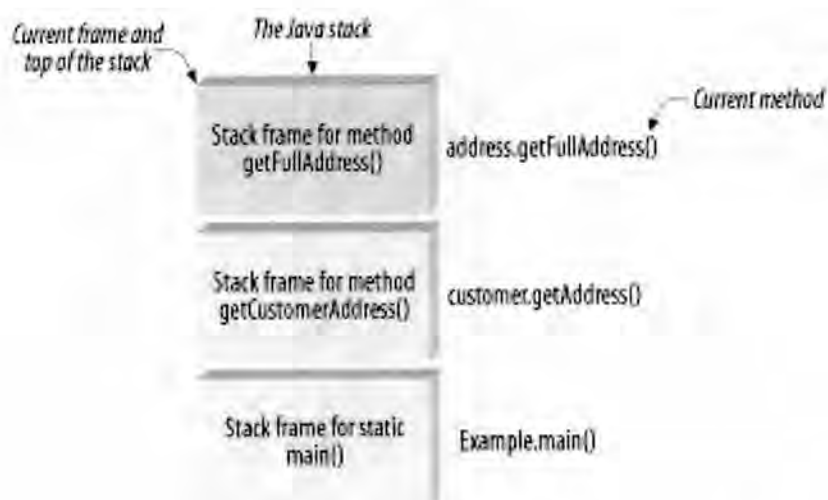 Current frame and
top of the stack
The Java stack
Current method
Stack frame for method
getFullAddress()
address.getFullAddress()
Stack frame for method
getCustomerAddress()
customer.getAddress()
Stack frame for static
main()
Example.main()